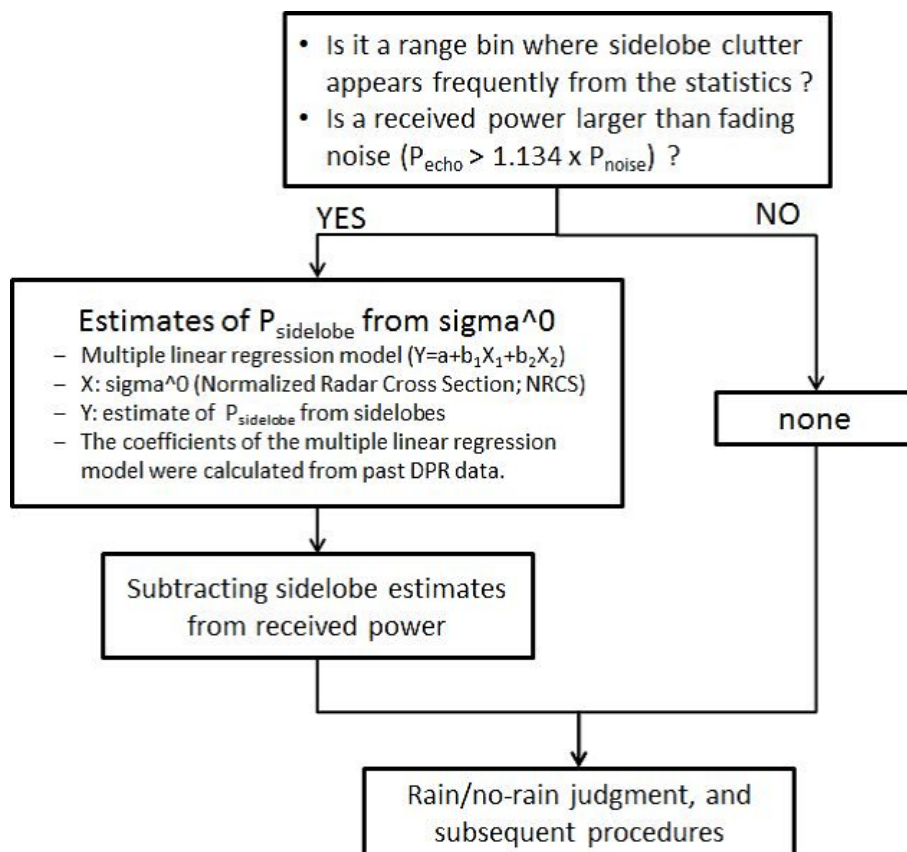 • Is it a range bin where sidelobe clutter
appears frequently from the statistics ?
• Is a received power larger than fading
noise (Pecho > 1.134 x Pnoise) ?
YES
NO
Estimates of Psidelobe from sigma^0
– Multiple linear regression model (Y=a+b1X1+b2X2)
– X: sigma^0 (Normalized Radar Cross Section; NRCS)
– Y: estimate of Psidelobe from sidelobes
– The coefficients of the multiple linear regression
model were calculated from past DPR data.
none
Subtracting sidelobe estimates
from received power
Rain/no-rain judgment, and
subsequent procedures